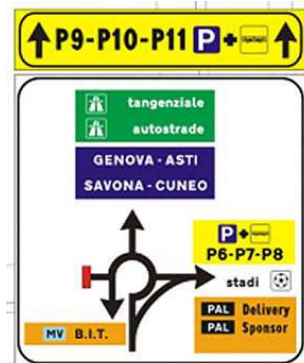 P9-P10-P11 P+
tangenziale
autostrade
GENOVA - ASTI
SAVONA - CUNEO
P+
P6-P7-P8
stadi
PAL Delivery
PAL Sponsor
MV B.I.T.